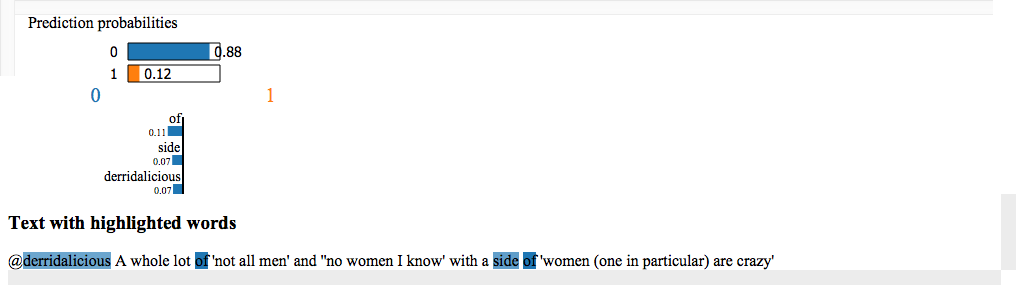 Prediction probabilities
0 0.88
1 0.12
0 1
of
0.11
side
0.07
derridalicious
0.07
Text with highlighted words
@derridalicious A whole lot of 'not all men' and "no women I know' with a side of 'women (one in particular) are crazy'